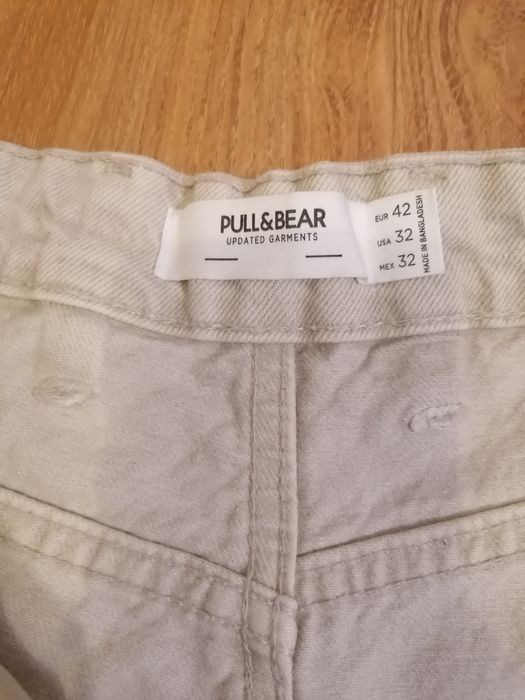 PULL&BEAR
UPDATED GARMENTS
EUR 42
USA 32
MEX 32
MADE IN BANGLADESH